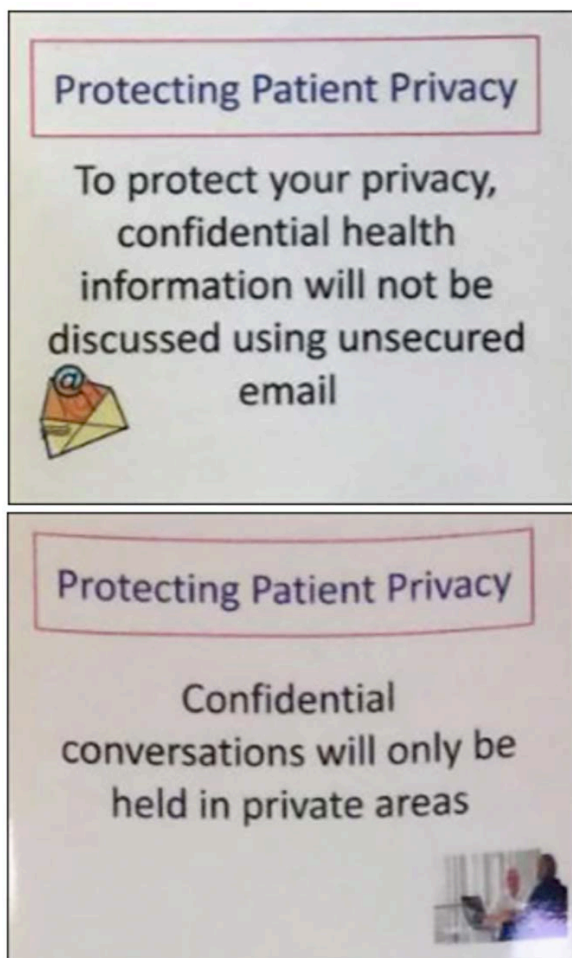 Protecting Patient Privacy
To protect your privacy,
confidential health
information will not be
discussed using unsecured
email
@
Protecting Patient Privacy
Confidential
conversations will only be
held in private areas